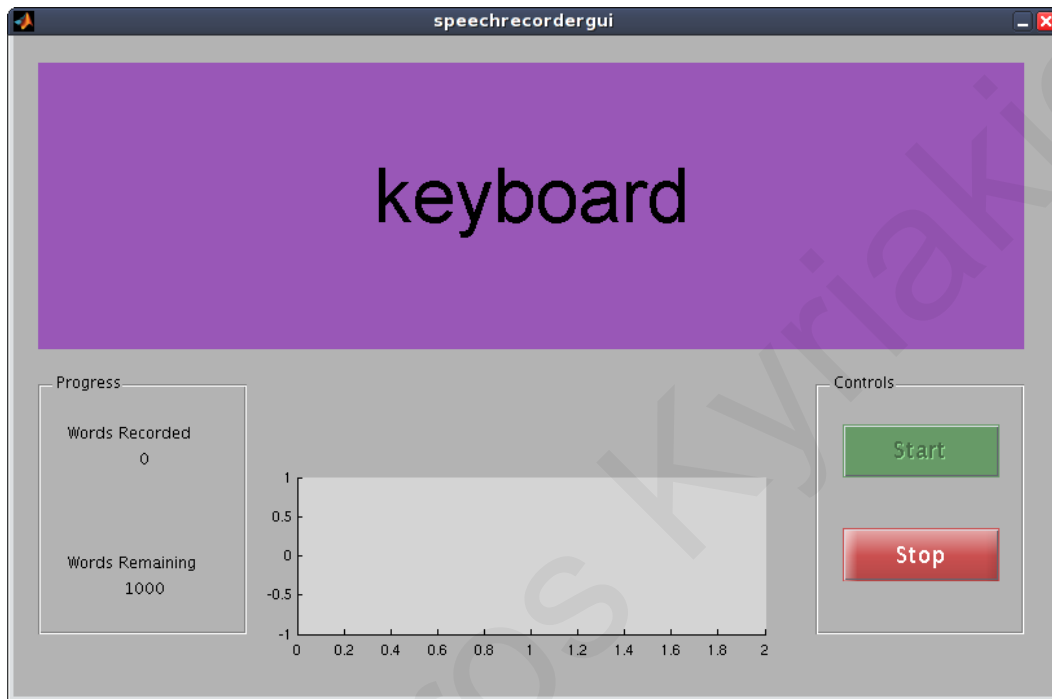 speechrecordergui
keyboard
Progress
Words Recorded
0
Words Remaining
1000
1
0.5
0
-0.5
-1
0 0.2 0.4 0.6 0.8 1 1.2 1.4 1.6 1.8 2
Controls
Start
Stop
ros Kyriaki